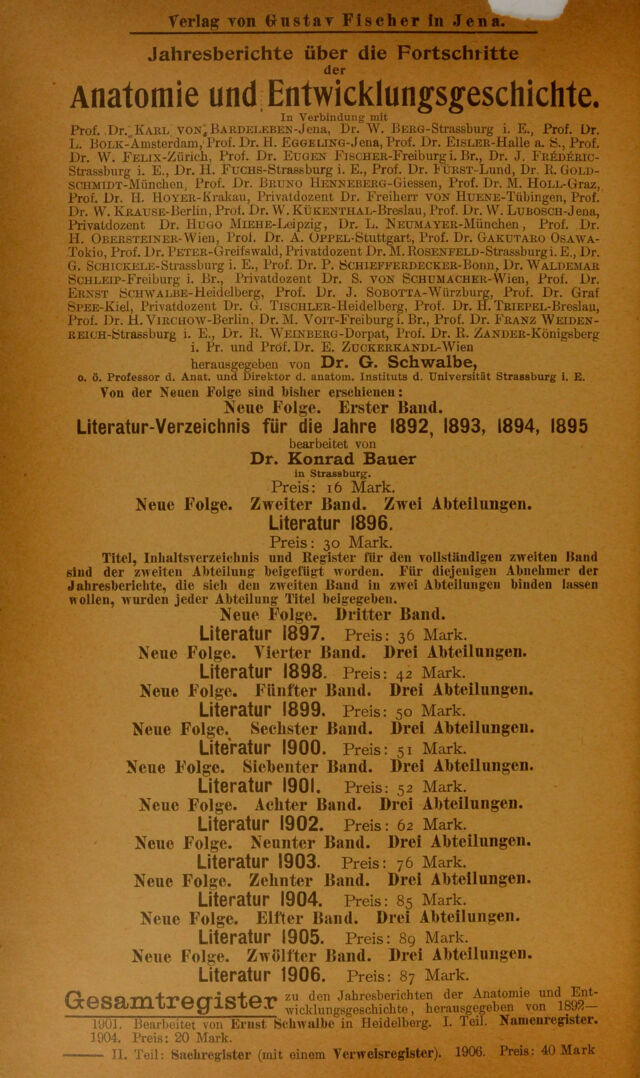 Verlag von Gustav Fischer in Jena.
Jahresberichte über die Fortschritte
der
Anatomie und Entwicklungsgeschichte.
In Verbindung mit
Prof. Dr. KARL VON BARDELEBEN-Jena, Dr. W. BERG-Strassburg i. E., Prof. Dr.
L. BOLK-Amsterdam, Prof. Dr. H. EGGELING-Jena, Prof. Dr. EISLER-Halle a. S., Prof.
Dr. W. FELIX-Zürich, Prof. Dr. EUGEN FISCHER-Freiburg i. Br., Dr. J. FRÉDÉRIC-
Strassburg i. E., Dr. H. FUCHS-Strassburg i. E., Prof. Dr. FÜRST-Lund, Dr. R. GOLD-
SCHMIDT-München, Prof. Dr. BRUNO HENNEBERG-Giessen, Prof. Dr. M. HOLL-Graz,
Prof. Dr. H. HOYER-Krakau, Privatdozent Dr. Freiherr VON HUENE-Tübingen, Prof.
Dr. W. KRAUSE-Berlin, Prof. Dr. W. KÜKENTHAL-Breslau, Prof. Dr. W. LUBOSCH-Jena,
Privatdozent Dr. HUGO MIEHE-Leipzig, Dr. L. NEUMAYER-München, Prof. Dr.
H. OBERSTEINER-Wien, Prof. Dr. A. OPPEL-Stuttgart, Prof. Dr. GAKUTARO OSAWA-
Tokio, Prof. Dr. PETER-Greifswald, Privatdozent Dr. M. ROSENFELD-Strassburg i. E., Dr.
G. SCHICKELE-Strassburg i. E., Prof. Dr. P. SCHIEFFERDECKER-Bonn, Dr. WALDEMAR
SCHLEIP-Freiburg i. Br., Privatdozent Dr. S. VON SCHUMACHER-Wien, Prof. Dr.
ERNST SCHWALBE-Heidelberg, Prof. Dr. J. SOBOTTA-Würzburg, Prof. Dr. Graf
SPEE-Kiel, Privatdozent Dr. G. TISCHLER-Heidelberg, Prof. Dr. H. TRIEPEL-Breslau,
Prof. Dr. H. VIRCHOW-Berlin, Dr. M. VOIT-Freiburg i. Br., Prof. Dr. FRANZ WEIDEN-
REICH-Strassburg i. E., Dr. R. WEINBERG-Dorpat, Prof. Dr. R. ZANDER-Königsberg
i. Pr. und Prof. Dr. E. ZUCKERKANDL-Wien
herausgegeben von Dr. G. Schwalbe,
o. ö. Professor d. Anat. und Direktor d. anatom. Instituts d. Universität Strassburg i. E.
Von der Neuen Folge sind bisher erschienen:
Neue Folge. Erster Band.
Literatur-Verzeichnis für die Jahre 1892, 1893, 1894, 1895
bearbeitet von
Dr. Konrad Bauer
in Strassburg.
Preis: 16 Mark.
Neue Folge. Zweiter Band. Zwei Abteilungen.
Literatur 1896.
Preis: 30 Mark.
Titel, Inhaltsverzeichnis und Register für den vollständigen zweiten Band
sind der zweiten Abteilung beigefügt worden. Für diejenigen Abnehmer der
Jahresberichte, die sich den zweiten Band in zwei Abteilungen binden lassen
wollen, wurden jeder Abteilung Titel beigegeben.
Neue Folge. Dritter Band.
Literatur 1897. Preis: 36 Mark.
Neue Folge. Vierter Band. Drei Abteilungen.
Literatur 1898. Preis: 42 Mark.
Neue Folge. Fünfter Band. Drei Abteilungen.
Literatur 1899. Preis: 50 Mark.
Neue Folge. Sechster Band. Drei Abteilungen.
Literatur 1900. Preis: 51 Mark.
Neue Folge. Siebenter Band. Drei Abteilungen.
Literatur 1901. Preis: 52 Mark.
Neue Folge. Achter Band. Drei Abteilungen.
Literatur 1902. Preis: 62 Mark.
Neue Folge. Neunter Band. Drei Abteilungen.
Literatur 1903. Preis: 76 Mark.
Neue Folge. Zehnter Band. Drei Abteilungen.
Literatur 1904. Preis: 85 Mark.
Neue Folge. Elfter Band. Drei Abteilungen.
Literatur 1905. Preis: 89 Mark.
Neue Folge. Zwölfter Band. Drei Abteilungen.
Literatur 1906. Preis: 87 Mark.
Gesamtregister zu den Jahresberichten der Anatomie und Ent-
wicklungsgeschichte, herausgegeben von 1892—
1901. Bearbeitet von Ernst Schwalbe in Heidelberg. I. Teil. Namenregister.
1904. Preis: 20 Mark.
—— II. Teil: Sachregister (mit einem Verweisregister). 1906. Preis: 40 Mark